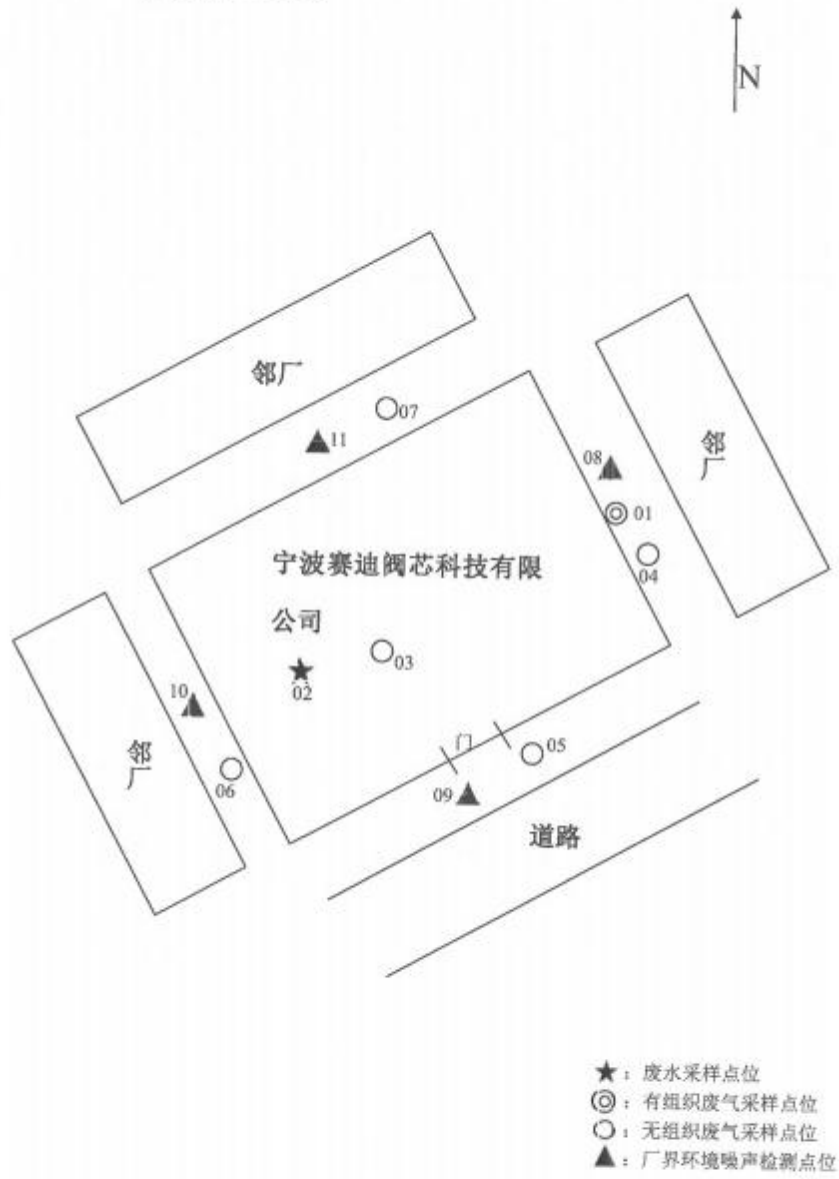 N
邻厂
07
11
08
邻厂
01
04
宁波赛迪阀芯科技有限
公司
03
02
10
邻厂
06
门
05
09
道路
★：废水采样点位
◎：有组织废气采样点位
○：无组织废气采样点位
▲：厂界环境噪声检测点位